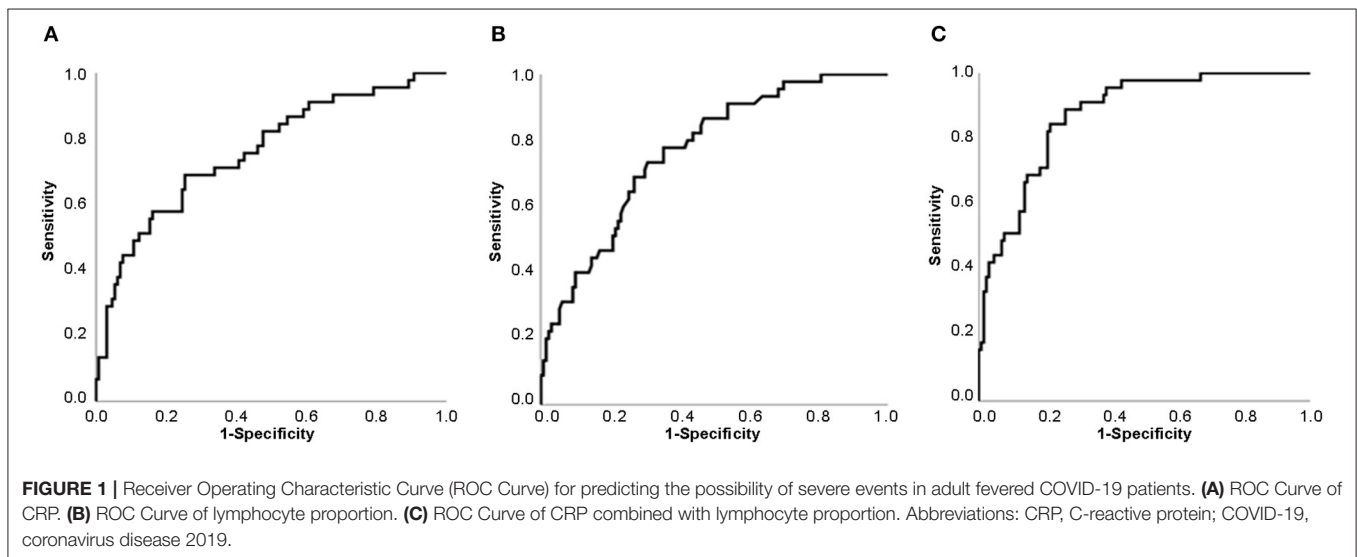 A
B
C
1.0
0.8
0.6
0.4
0.2
0.0
Sensitivity
0.0 0.2 0.4 0.6 0.8 1.0
1-Specificity
1.0
0.8
0.6
0.4
0.2
0.0
Sensitivity
0.0 0.2 0.4 0.6 0.8 1.0
1-Specificity
1.0
0.8
0.6
0.4
0.2
0.0
Sensitivity
0.0 0.2 0.4 0.6 0.8 1.0
1-Specificity
FIGURE 1 | Receiver Operating Characteristic Curve (ROC Curve) for predicting the possibility of severe events in adult fevered COVID-19 patients. (A) ROC Curve of
CRP. (B) ROC Curve of lymphocyte proportion. (C) ROC Curve of CRP combined with lymphocyte proportion. Abbreviations: CRP, C-reactive protein; COVID-19,
coronavirus disease 2019.